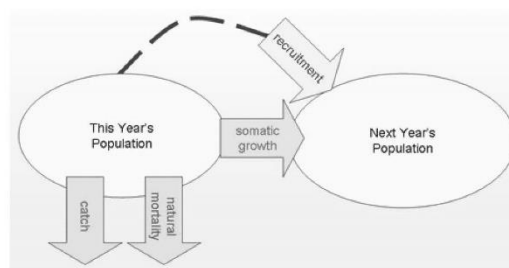 recruitment
This Year's
Population
somatic
growth
Next Year's
Population
catch
natural
mortality